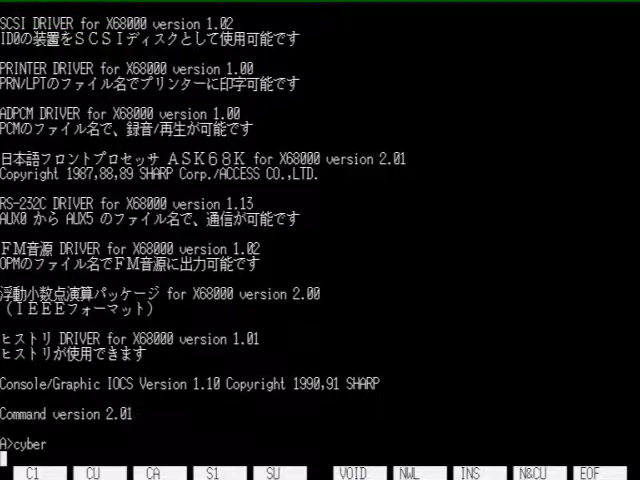 SCSI DRIVER for X68000 version 1.02
ID0の装置をＳＣＳＩディスクとして使用可能です
PRINTER DRIVER for X68000 version 1.00
PRN/LPTのファイル名でプリンターに印字可能です
ADPCM DRIVER for X68000 version 1.00
PCMのファイル名で、録音/再生が可能です
日本語フロントプロセッサ ＡＳＫ６８Ｋ for X68000 version 2.01
Copyright 1987,88,89 SHARP Corp./ACCESS CO.,LTD.
RS-232C DRIVER for X68000 version 1.13
AUX0 から AUX5 のファイル名で、通信が可能です
ＦＭ音源 DRIVER for X68000 version 1.02
OPMのファイル名でＦＭ音源に出力可能です
浮動小数点演算パッケージ for X68000 version 2.00
（ＩＥＥＥフォーマット）
ヒストリ DRIVER for X68000 version 1.01
ヒストリが使用できます
Console/Graphic IOCS Version 1.10 Copyright 1990,91 SHARP
Command version 2.01
A>cyber
C1 CU CA S1 SU VOID NWL INS N&CU EOF